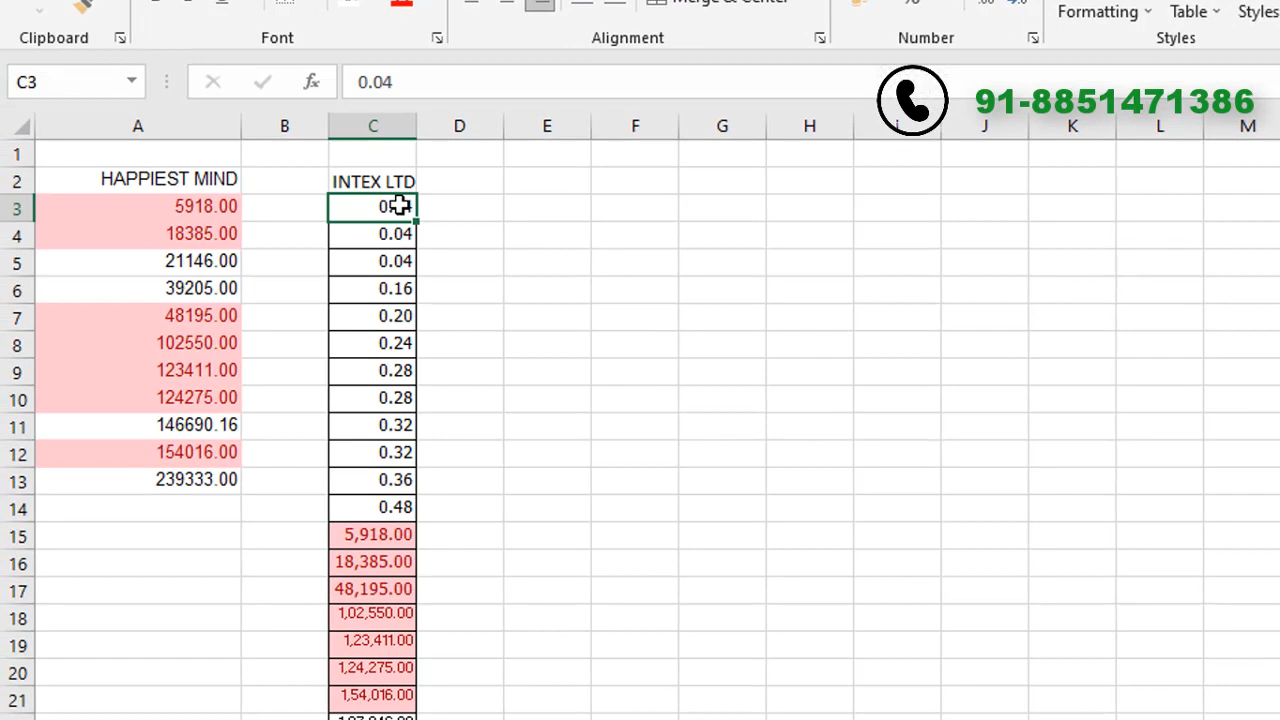 Merge & Center
%
Formatting Table Styles
Clipboard Font Alignment Number Styles
C3 fx 0.04
91-8851471386
A B C D E F G H I J K L M
1
2 HAPPIEST MIND INTEX LTD
3 5918.00
4 18385.00 0.04
5 21146.00 0.04
6 39205.00 0.16
7 48195.00 0.20
8 102550.00 0.24
9 123411.00 0.28
10 124275.00 0.28
11 146690.16 0.32
12 154016.00 0.32
13 239333.00 0.36
14 0.48
15 5,918.00
16 18,385.00
17 48,195.00
18 1,02,550.00
19 1,23,411.00
20 1,24,275.00
21 1,54,016.00